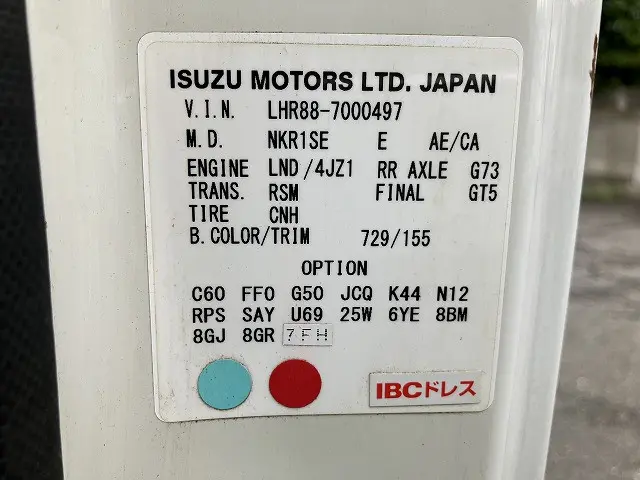 ISUZU MOTORS LTD. JAPAN
V.I.N. LHR88-7000497
M.D. NKR1SE E AE/CA
ENGINE LND/4JZ1 RR AXLE G73
TRANS. RSM FINAL GT5
TIRE CNH
B.COLOR/TRIM 729/155
OPTION
C60 FF0 G50 JCQ K44 N12
RPS SAY U69 25W 6YE 8BM
8GJ 8GR 7FH
IBCドレス